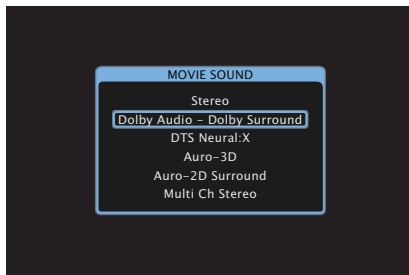 MOVIE SOUND
Stereo
Dolby Audio – Dolby Surround
DTS Neural:X
Auro-3D
Auro-2D Surround
Multi Ch Stereo